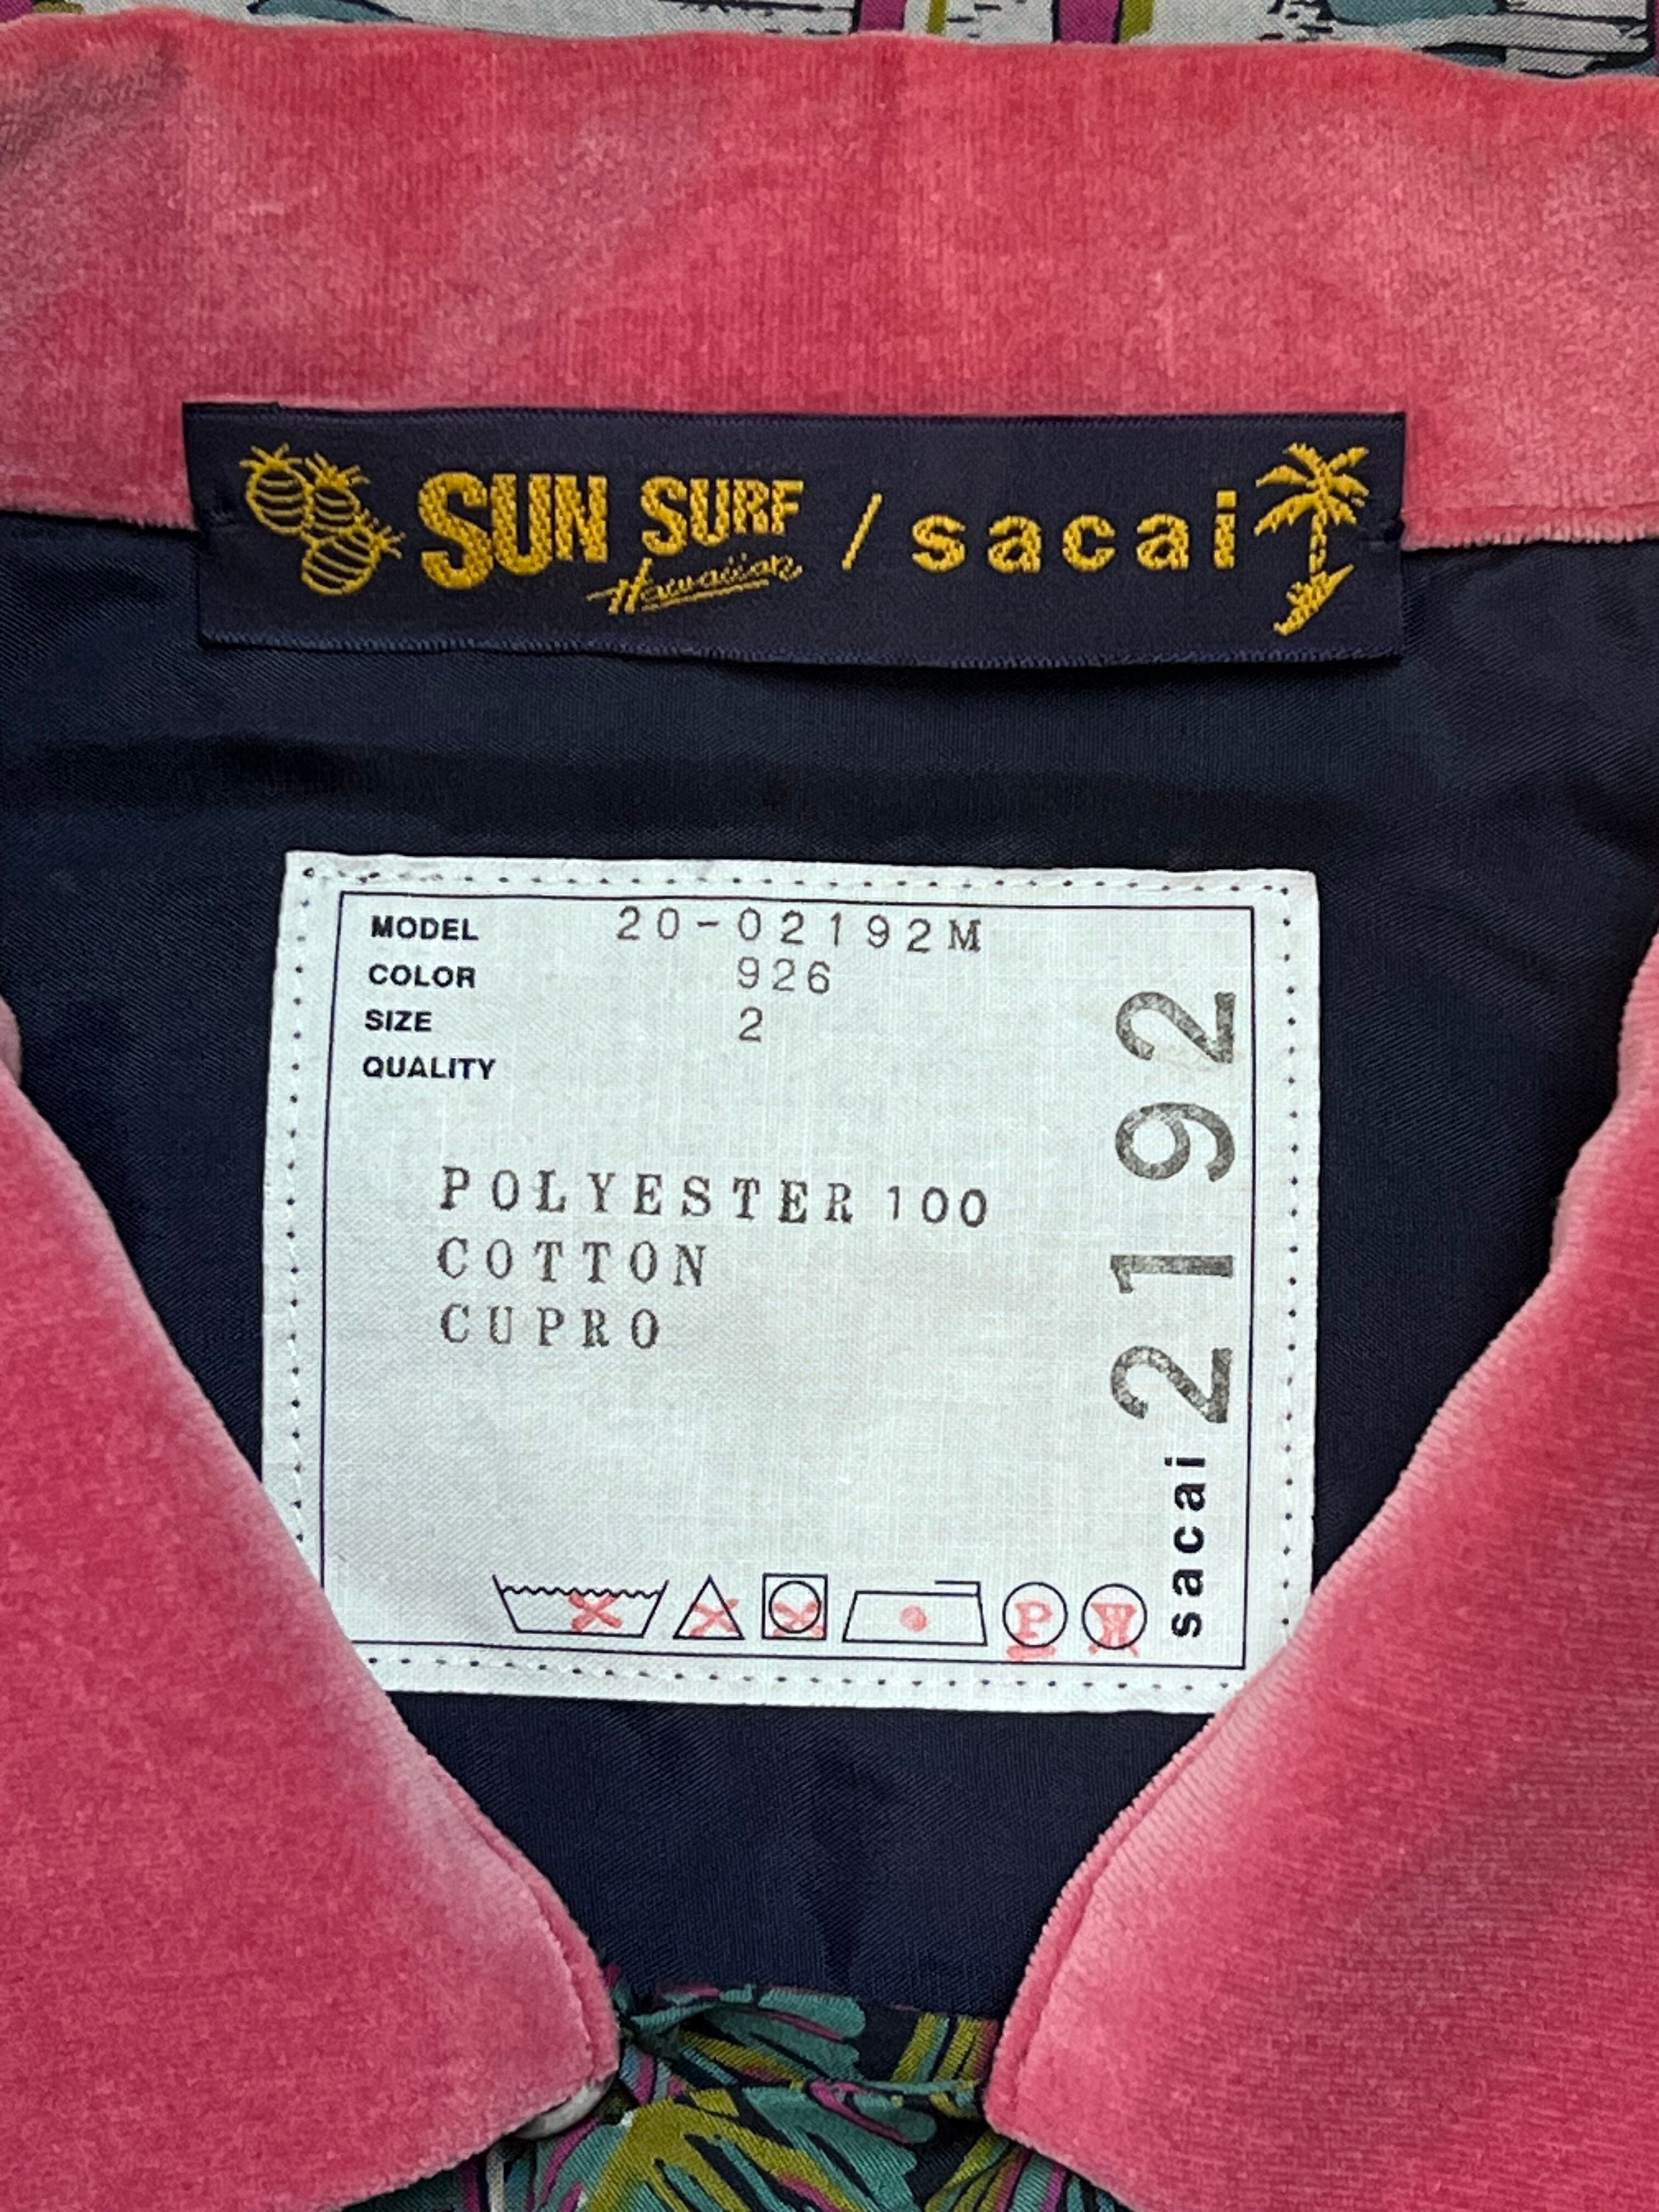 SUN SURF / sacai
Hawaiian
MODEL 20-02192M
COLOR 926
SIZE 2
QUALITY
POLYESTER 100
COTTON
CUPRO
P
W
sacai 2192